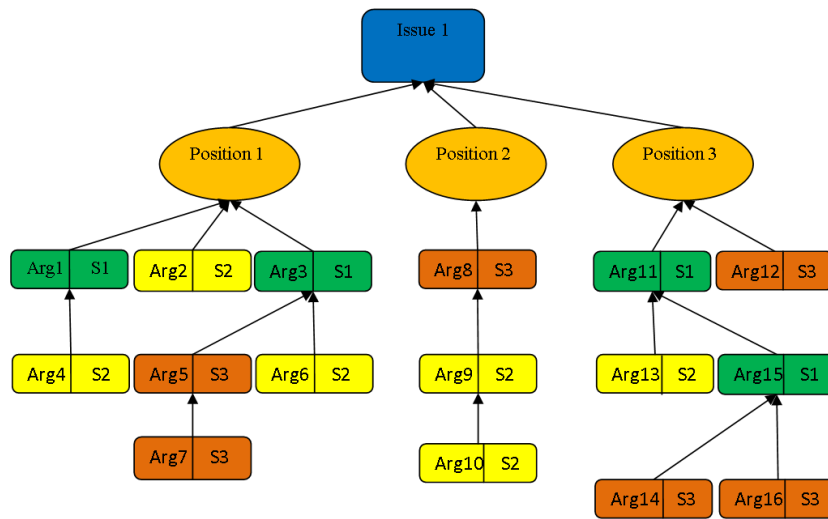 Issue 1
Position 1
Position 2
Position 3
Arg1 S1
Arg2 S2
Arg3 S1
Arg8 S3
Arg11 S1
Arg12 S3
Arg4 S2
Arg5 S3
Arg6 S2
Arg9 S2
Arg13 S2
Arg15 S1
Arg7 S3
Arg10 S2
Arg14 S3
Arg16 S3